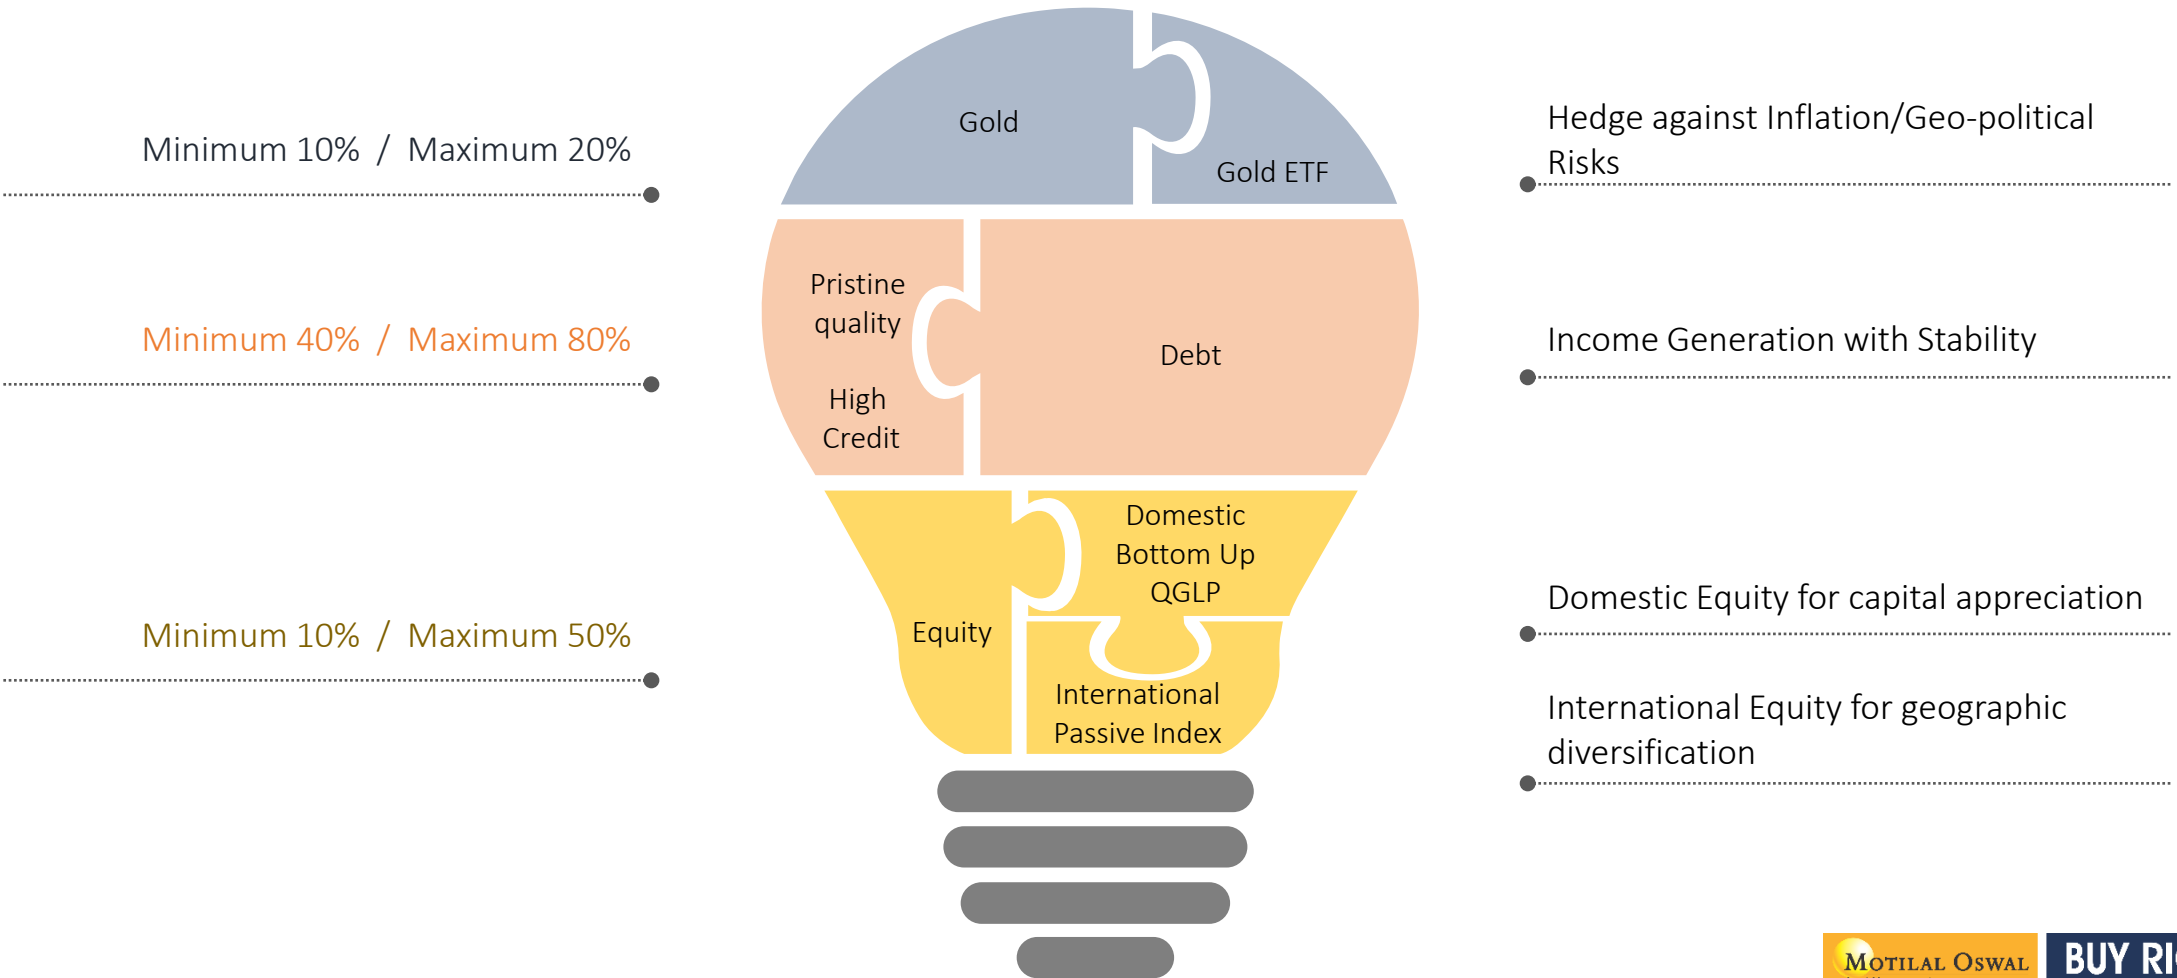 Minimum 10% / Maximum 20%
Gold
Gold ETF
Hedge against Inflation/Geo-political
Risks
Minimum 40% / Maximum 80%
Pristine
quality
High
Credit
Debt
Income Generation with Stability
Minimum 10% / Maximum 50%
Equity
Domestic
Bottom Up
QGLP
International
Passive Index
Domestic Equity for capital appreciation
International Equity for geographic
diversification
MOTILAL OSWAL
BUY